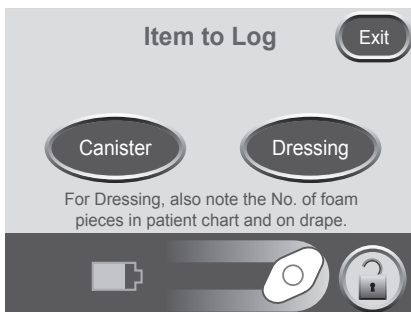 Item to Log
Exit
Canister
Dressing
For Dressing, also note the No. of foam
pieces in patient chart and on drape.